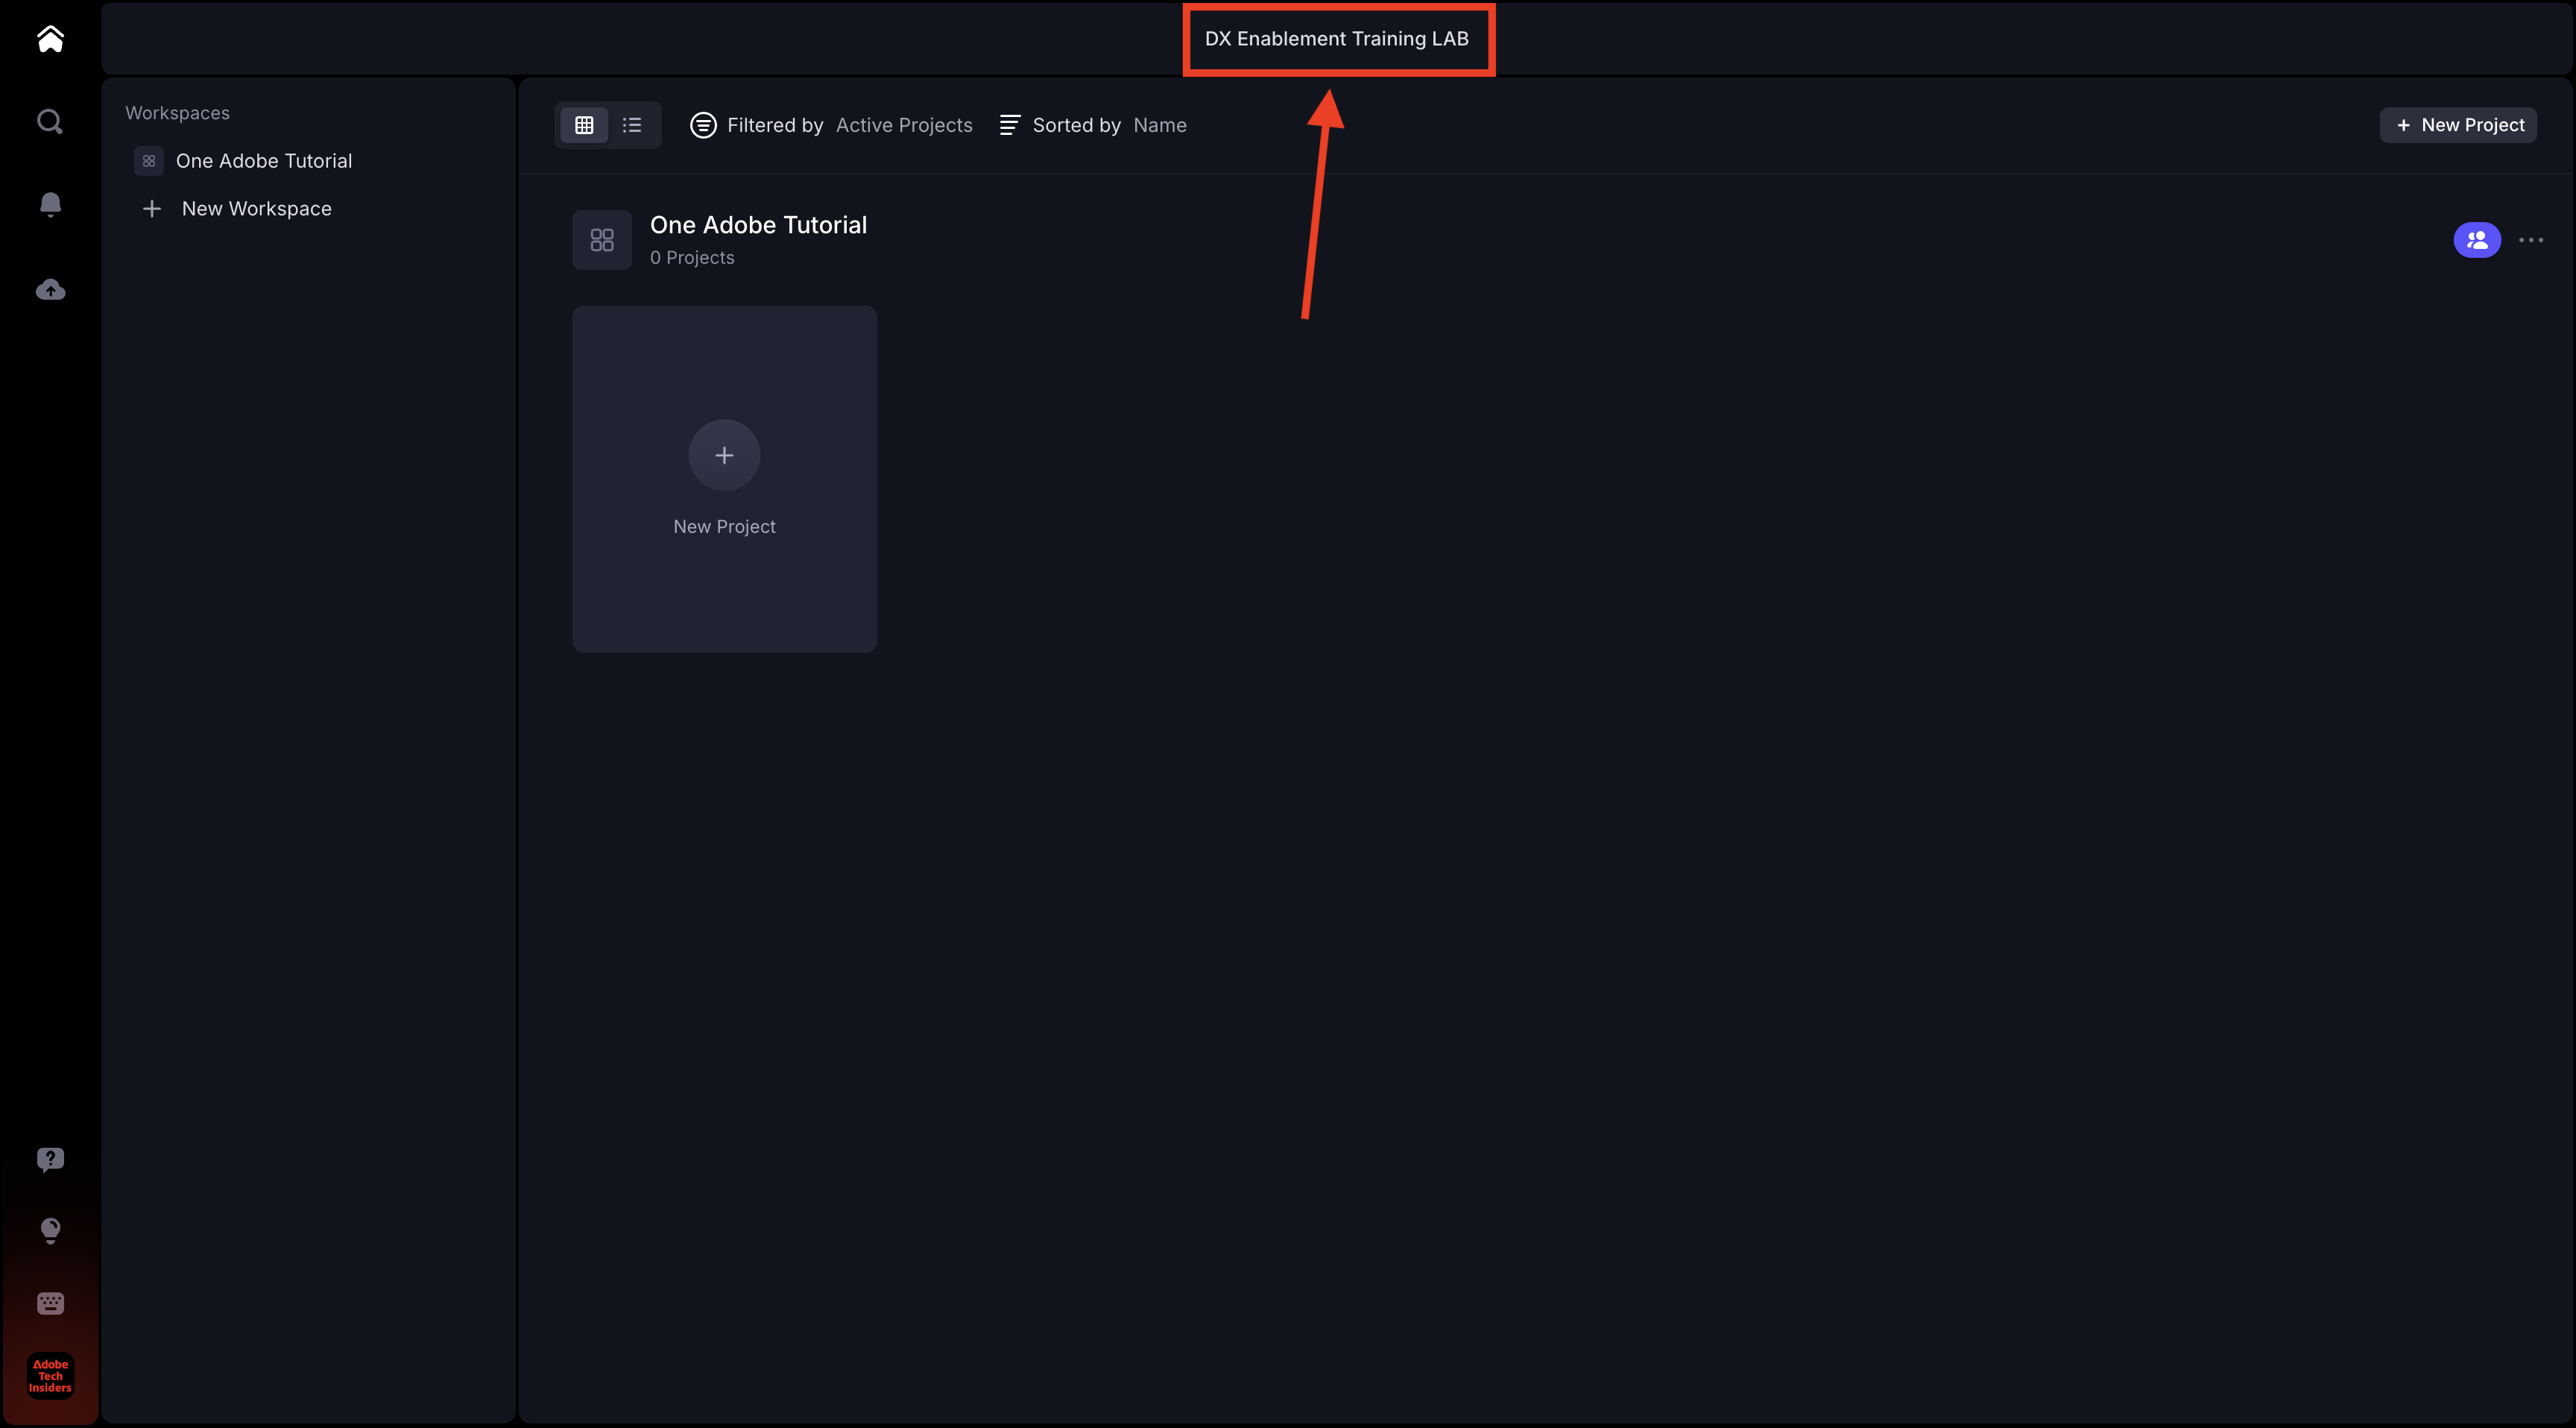 DX Enablement Training LAB
Workspaces
One Adobe Tutorial
New Workspace
Filtered by Active Projects Sorted by Name
New Project
One Adobe Tutorial
0 Projects
New Project
Adobe
Tech
Insiders